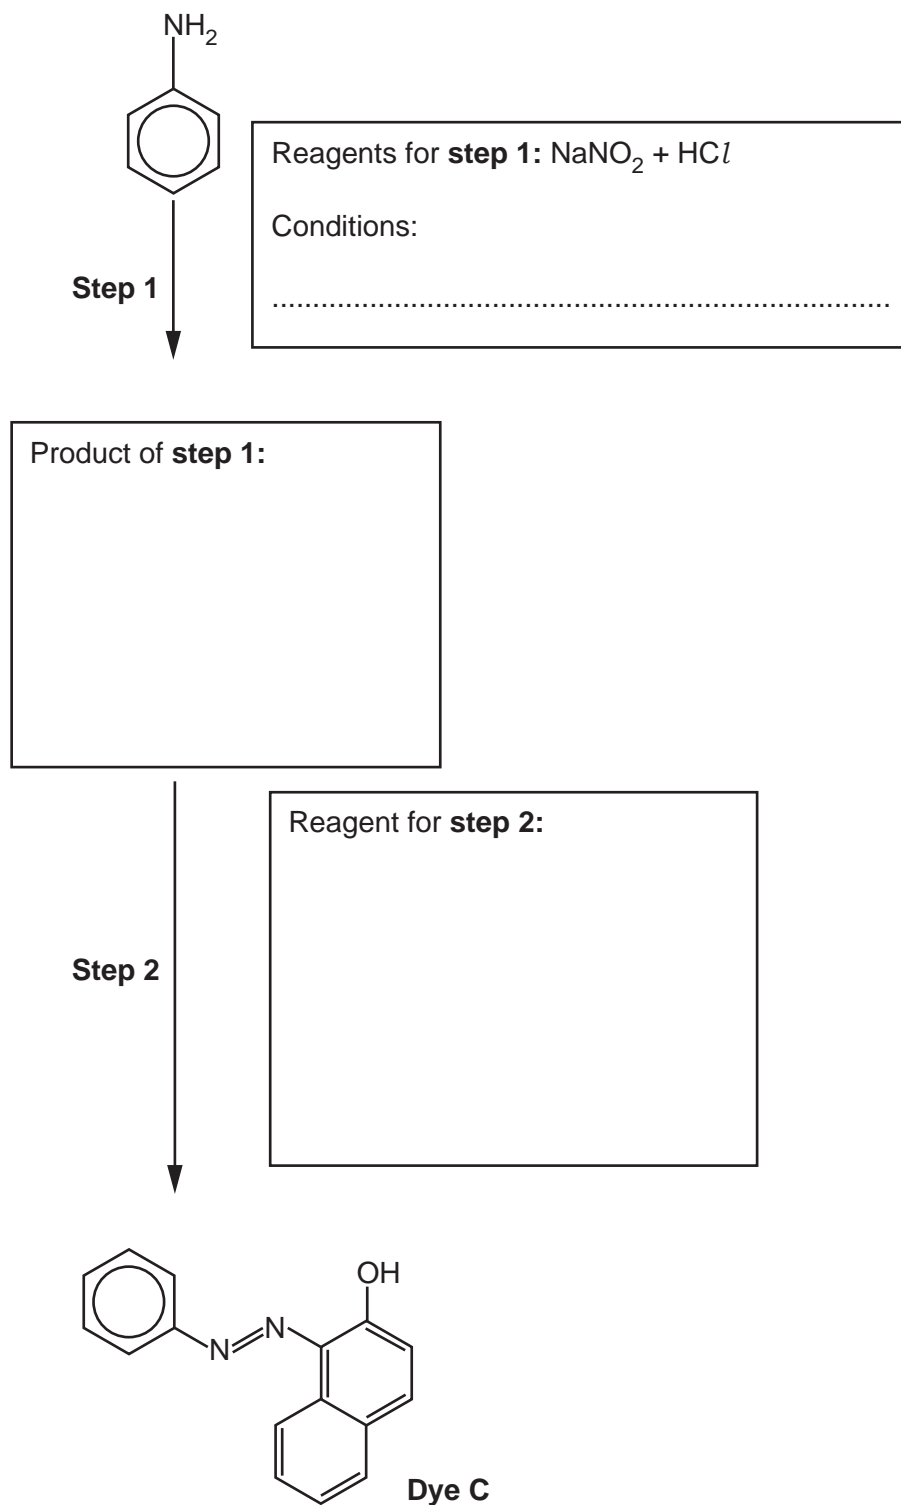 NH2
Reagents for step 1: NaNO2 + HCl
Conditions:
Step 1
..............................................................................
Product of step 1:
Reagent for step 2:
Step 2
OH
N
N
Dye C